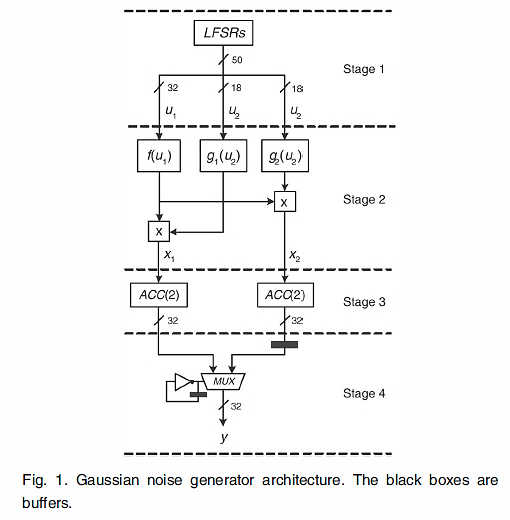 LFSRs
50
Stage 1
32 18 18
u1 u2 u2
f(u1) g1(u2) g2(u2)
x
Stage 2
x
x1 x2
ACC(2) ACC(2)
Stage 3
32 32
MUX
Stage 4
32
y
Fig. 1. Gaussian noise generator architecture. The black boxes are
buffers.